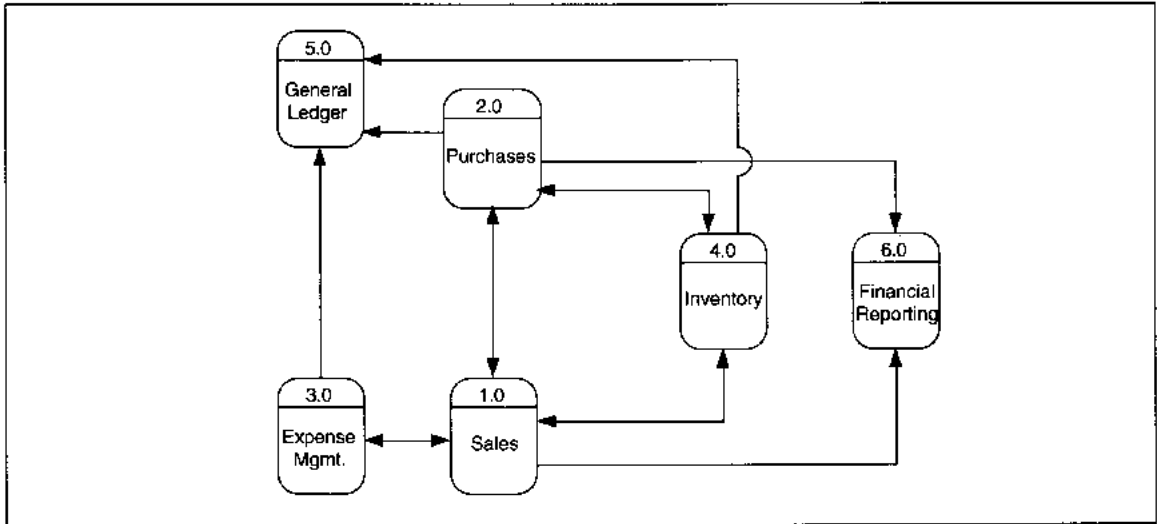 5.0
General
Ledger
2.0
Purchases
4.0
Inventory
6.0
Financial
Reporting
3.0
Expense
Mgmt.
1.0
Sales